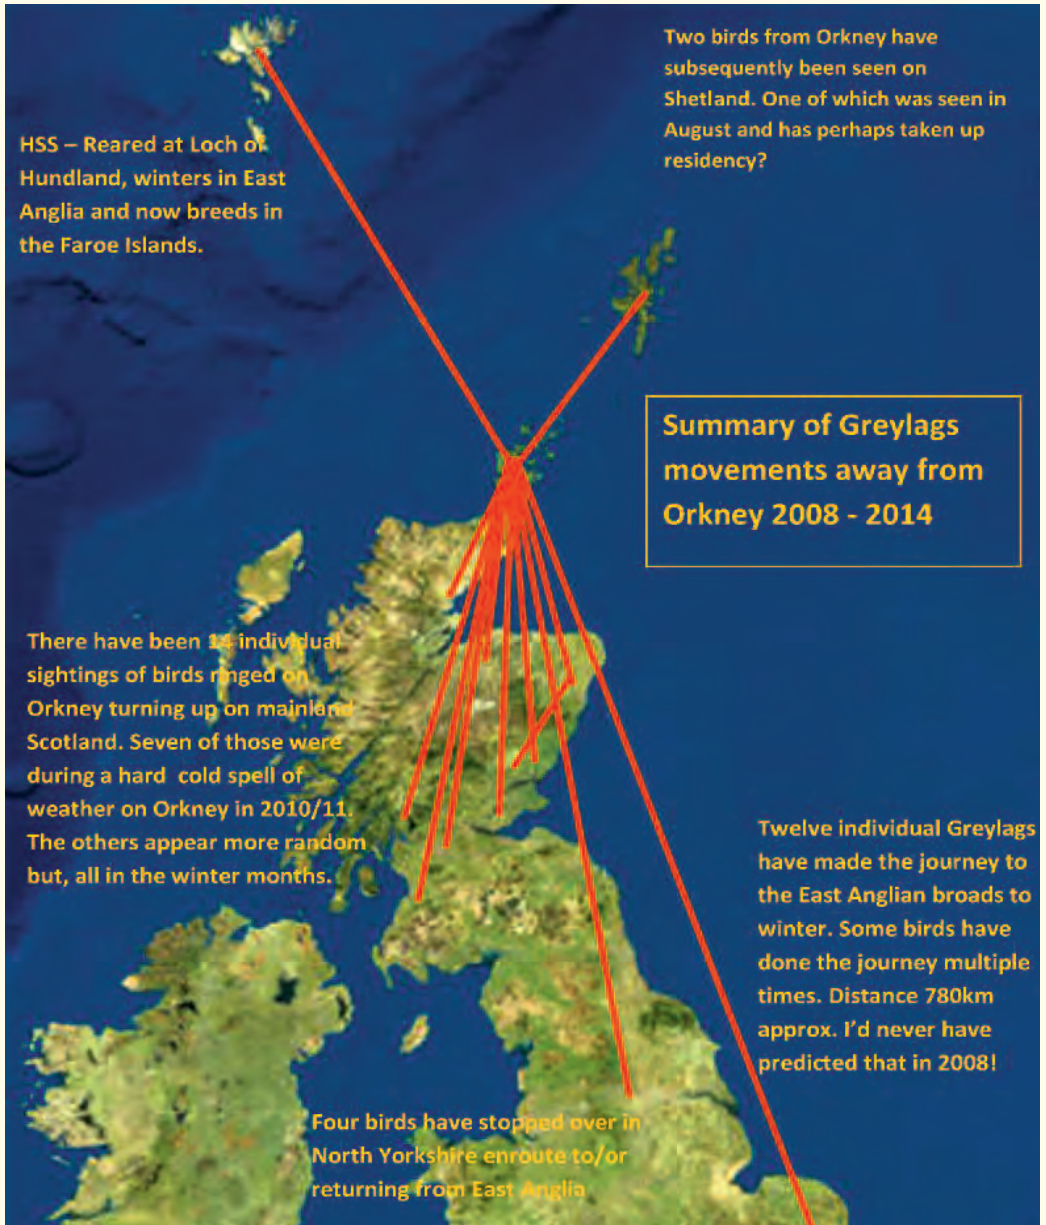 Two birds from Orkney have
subsequently been seen on
Shetland. One of which was seen in
August and has perhaps taken up
residency?
HSS – Reared at Loch of
Hundland, winters in East
Anglia and now breeds in
the Faroe Islands.
Summary of Greylags
movements away from
Orkney 2008 - 2014
There have been 14 individual
sightings of birds ringed on
Orkney turning up on mainland
Scotland. Seven of those were
during a hard cold spell of
weather on Orkney in 2010/11.
The others appear more random
but, all in the winter months.
Twelve individual Greylags
have made the journey to
the East Anglian broads to
winter. Some birds have
done the journey multiple
times. Distance 780km
approx. I'd never have
predicted that in 2008!
Four birds have stopped over in
North Yorkshire enroute to/or
returning from East Anglia